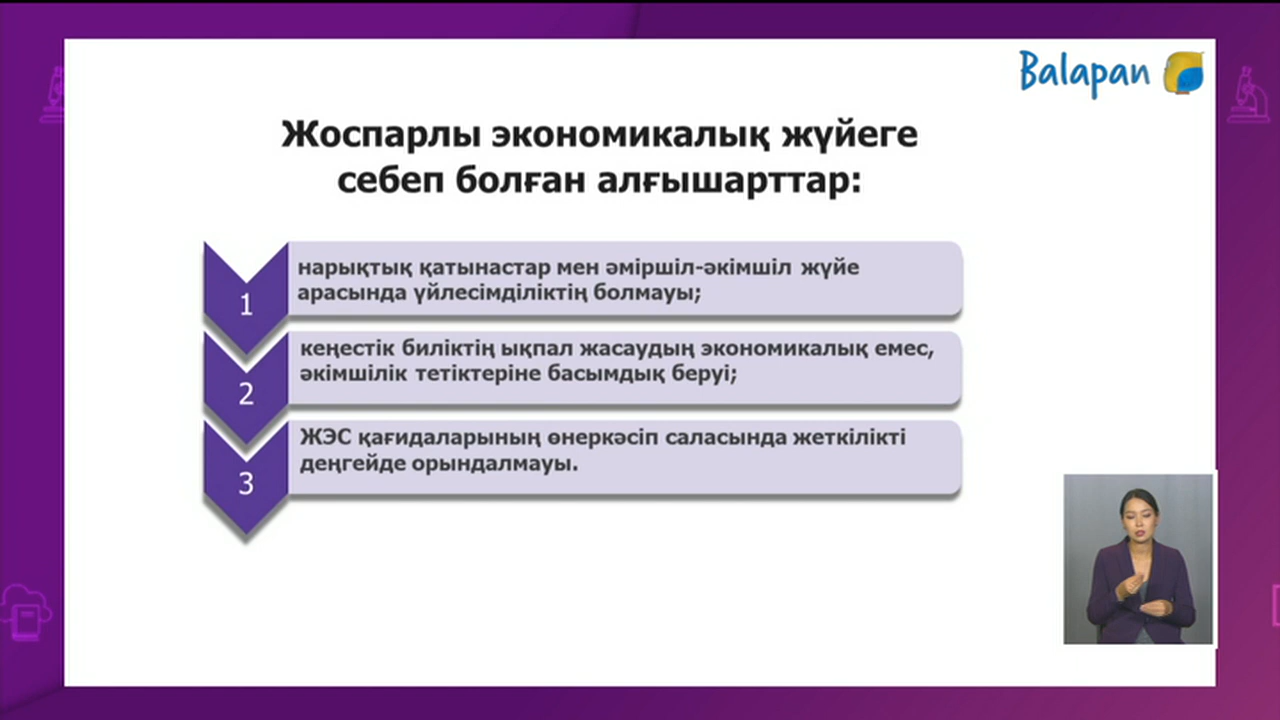 Balapan
Жоспарлы экономикалық жүйеге
себеп болған алғышарттар:
1
нарықтық қатынастар мен әміршіл-әкімшіл жүйе
арасында үйлесімділіктің болмауы;
2
кеңестік биліктің ықпал жасаудың экономикалық емес,
әкімшілік тетіктеріне басымдық беруі;
3
ЖЭС қағидаларының өнеркәсіп саласында жеткілікті
деңгейде орындалмауы.